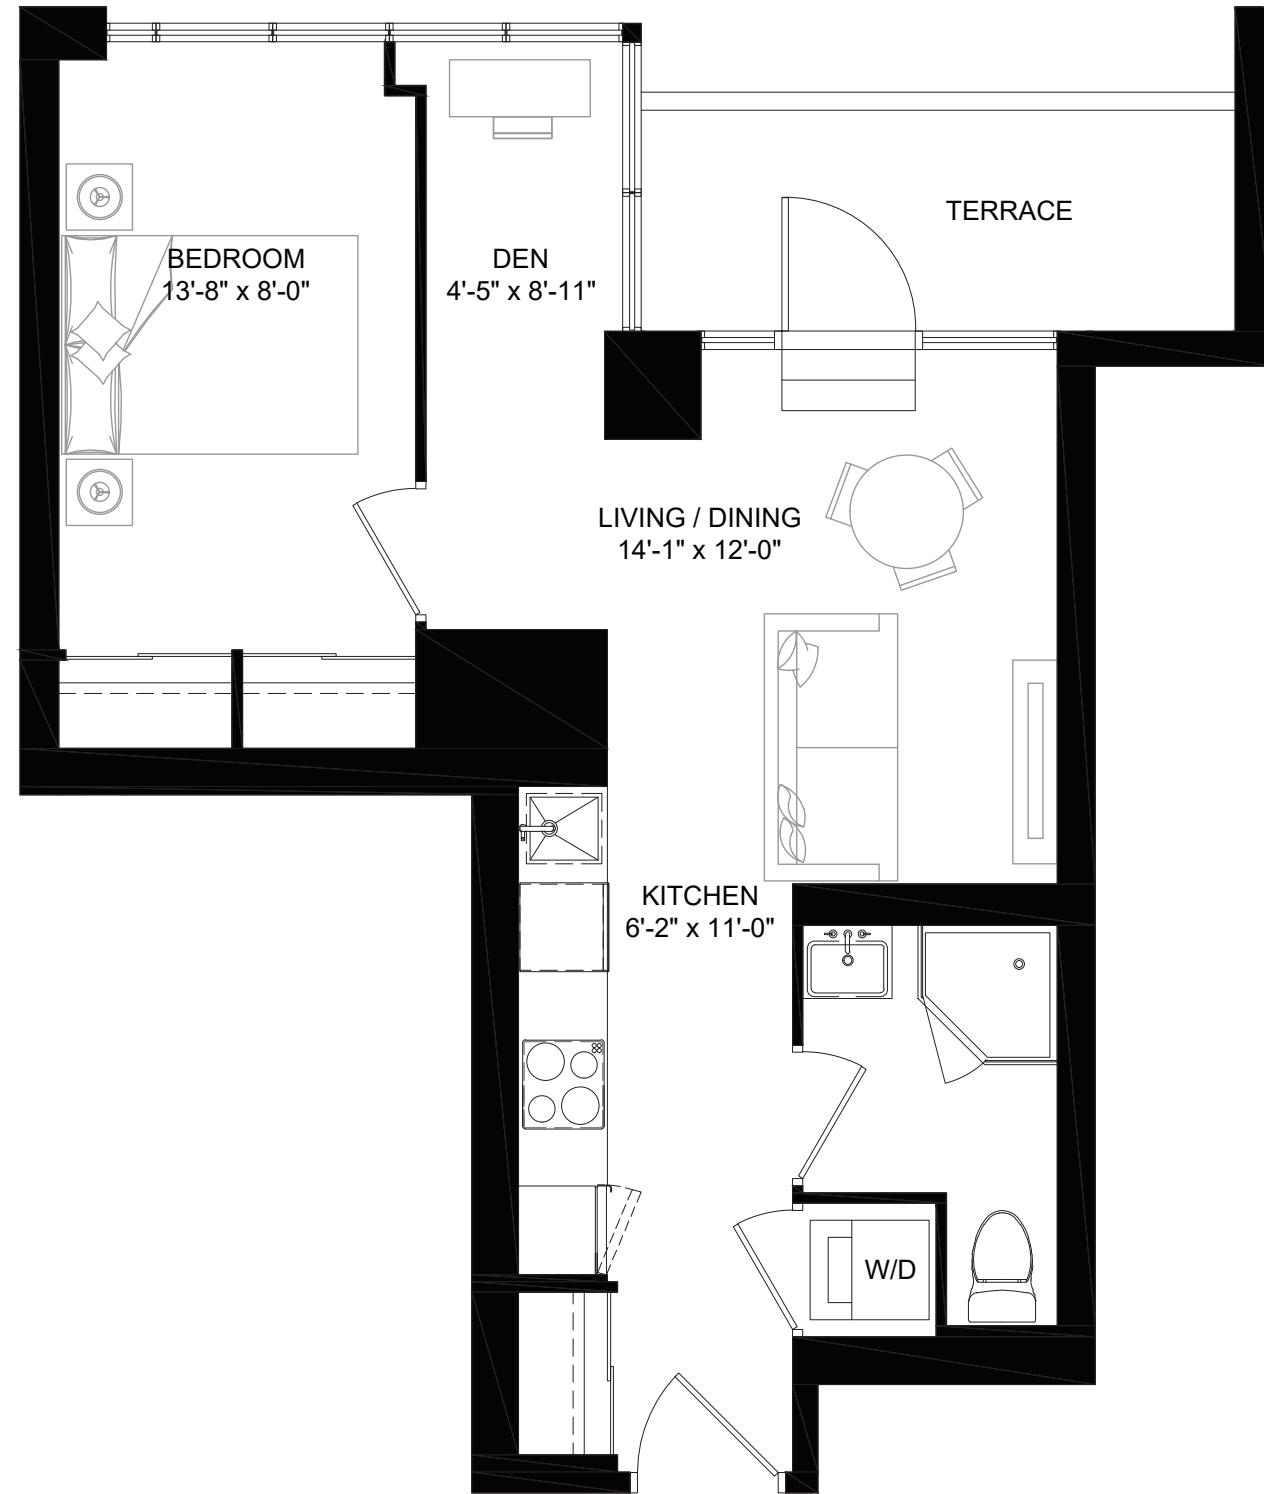 TERRACE
BEDROOM
13'-8" x 8'-0"
DEN
4'-5" x 8'-11"
LIVING / DINING
14'-1" x 12'-0"
KITCHEN
6'-2" x 11'-0"
W/D